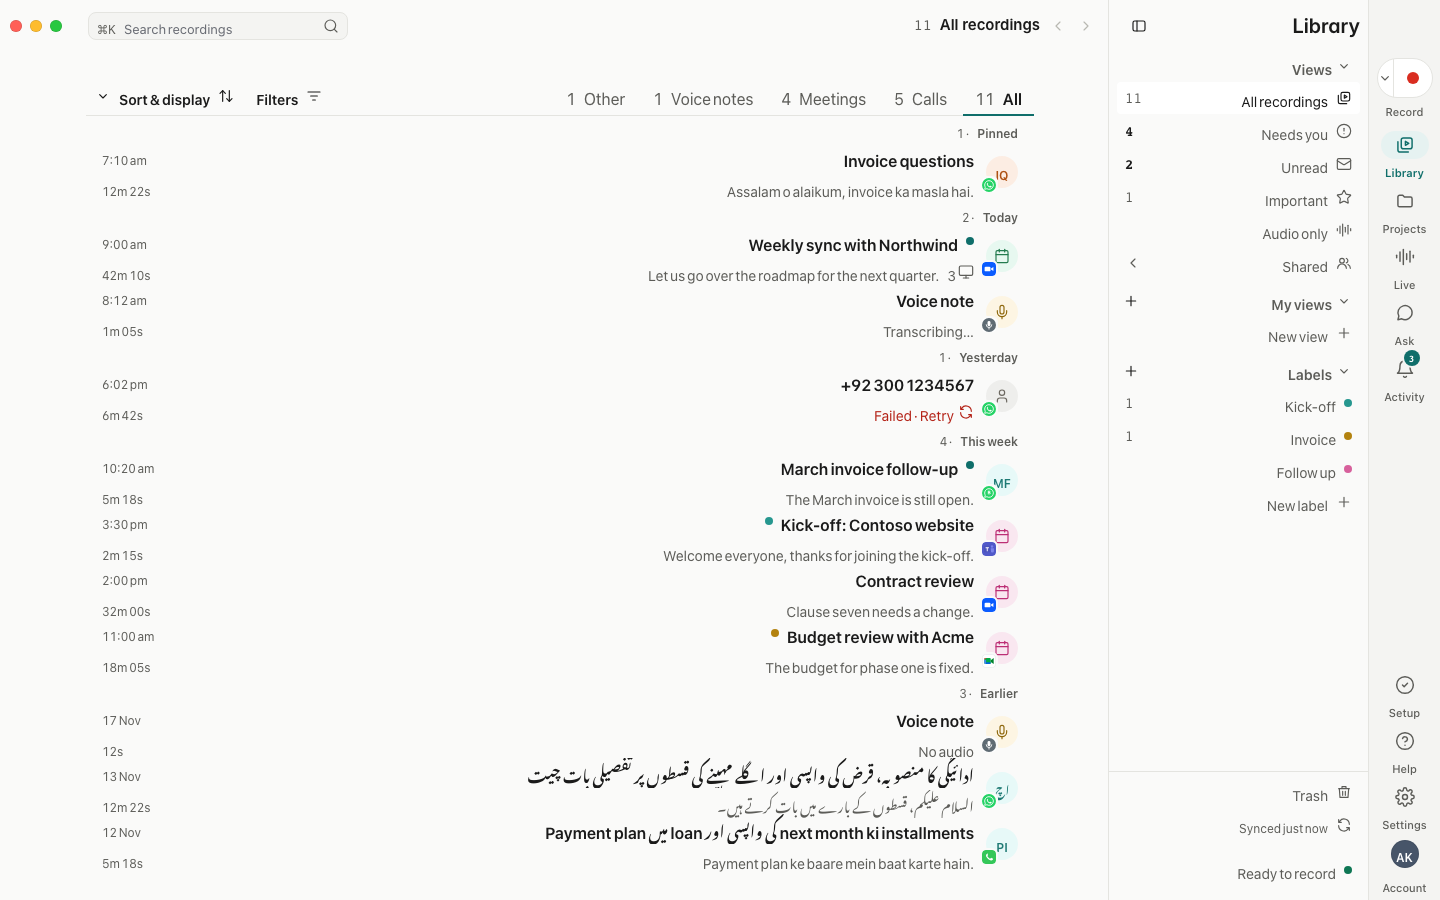 ⌘K Search recordings
11 All recordings
Library
Sort & display
Filters
1 Other
1 Voice notes
4 Meetings
5 Calls
11 All
1 · Pinned
7:10 am
Invoice questions
IQ
12m 22s
Assalam o alaikum, invoice ka masla hai.
2 · Today
9:00 am
Weekly sync with Northwind
42m 10s
Let us go over the roadmap for the next quarter. 3
8:12 am
Voice note
1m 05s
Transcribing...
1 · Yesterday
6:02 pm
+92 300 1234567
6m 42s
Failed · Retry
4 · This week
10:20 am
March invoice follow-up
MF
5m 18s
The March invoice is still open.
3:30 pm
Kick-off: Contoso website
2m 15s
Welcome everyone, thanks for joining the kick-off.
2:00 pm
Contract review
32m 00s
Clause seven needs a change.
11:00 am
Budget review with Acme
18m 05s
The budget for phase one is fixed.
3 · Earlier
17 Nov
Voice note
12s
No audio
13 Nov
ادائیگی کا منصوبہ، قرض کی واپسی اور اگلے مہینے کی قسطوں پر تفصیلی بات چیت
اچ
12m 22s
السلام علیکم، قسطوں کے بارے میں بات کرتے ہیں۔
12 Nov
Payment plan کی واپسی اور loan میں next month ki installments
PI
5m 18s
Payment plan ke baare mein baat karte hain.
Views
11 All recordings
4 Needs you
2 Unread
1 Important
Audio only
Shared
My views
New view
Labels
1 Kick-off
1 Invoice
Follow up
New label
Trash
Synced just now
Ready to record
Record
Library
Projects
Live
Ask
3
Activity
Setup
Help
Settings
AK
Account